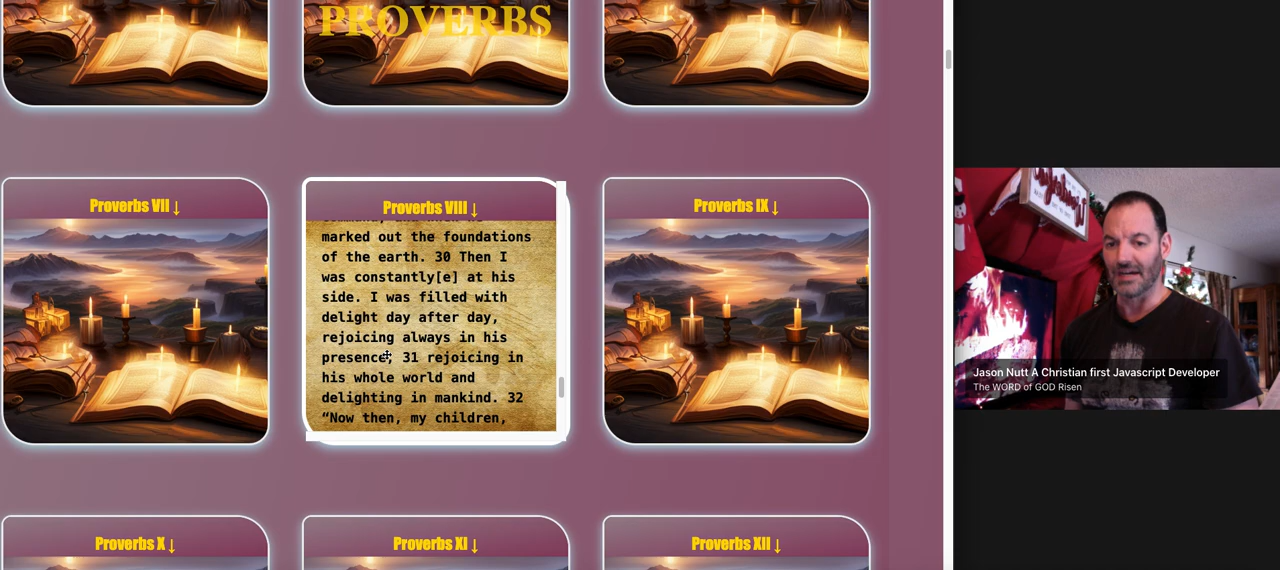 PROVERBS
Proverbs VII ↓
Proverbs VIII ↓
Proverbs IX ↓
marked out the foundations
of the earth. 30 Then I
was constantly[e] at his
side. I was filled with
delight day after day,
rejoicing always in his
presence, 31 rejoicing in
his whole world and
delighting in mankind. 32
“Now then, my children,
Proverbs X ↓
Proverbs XI ↓
Proverbs XII ↓
Jason Nutt A Christian first Javascript Developer
The WORD of GOD Risen